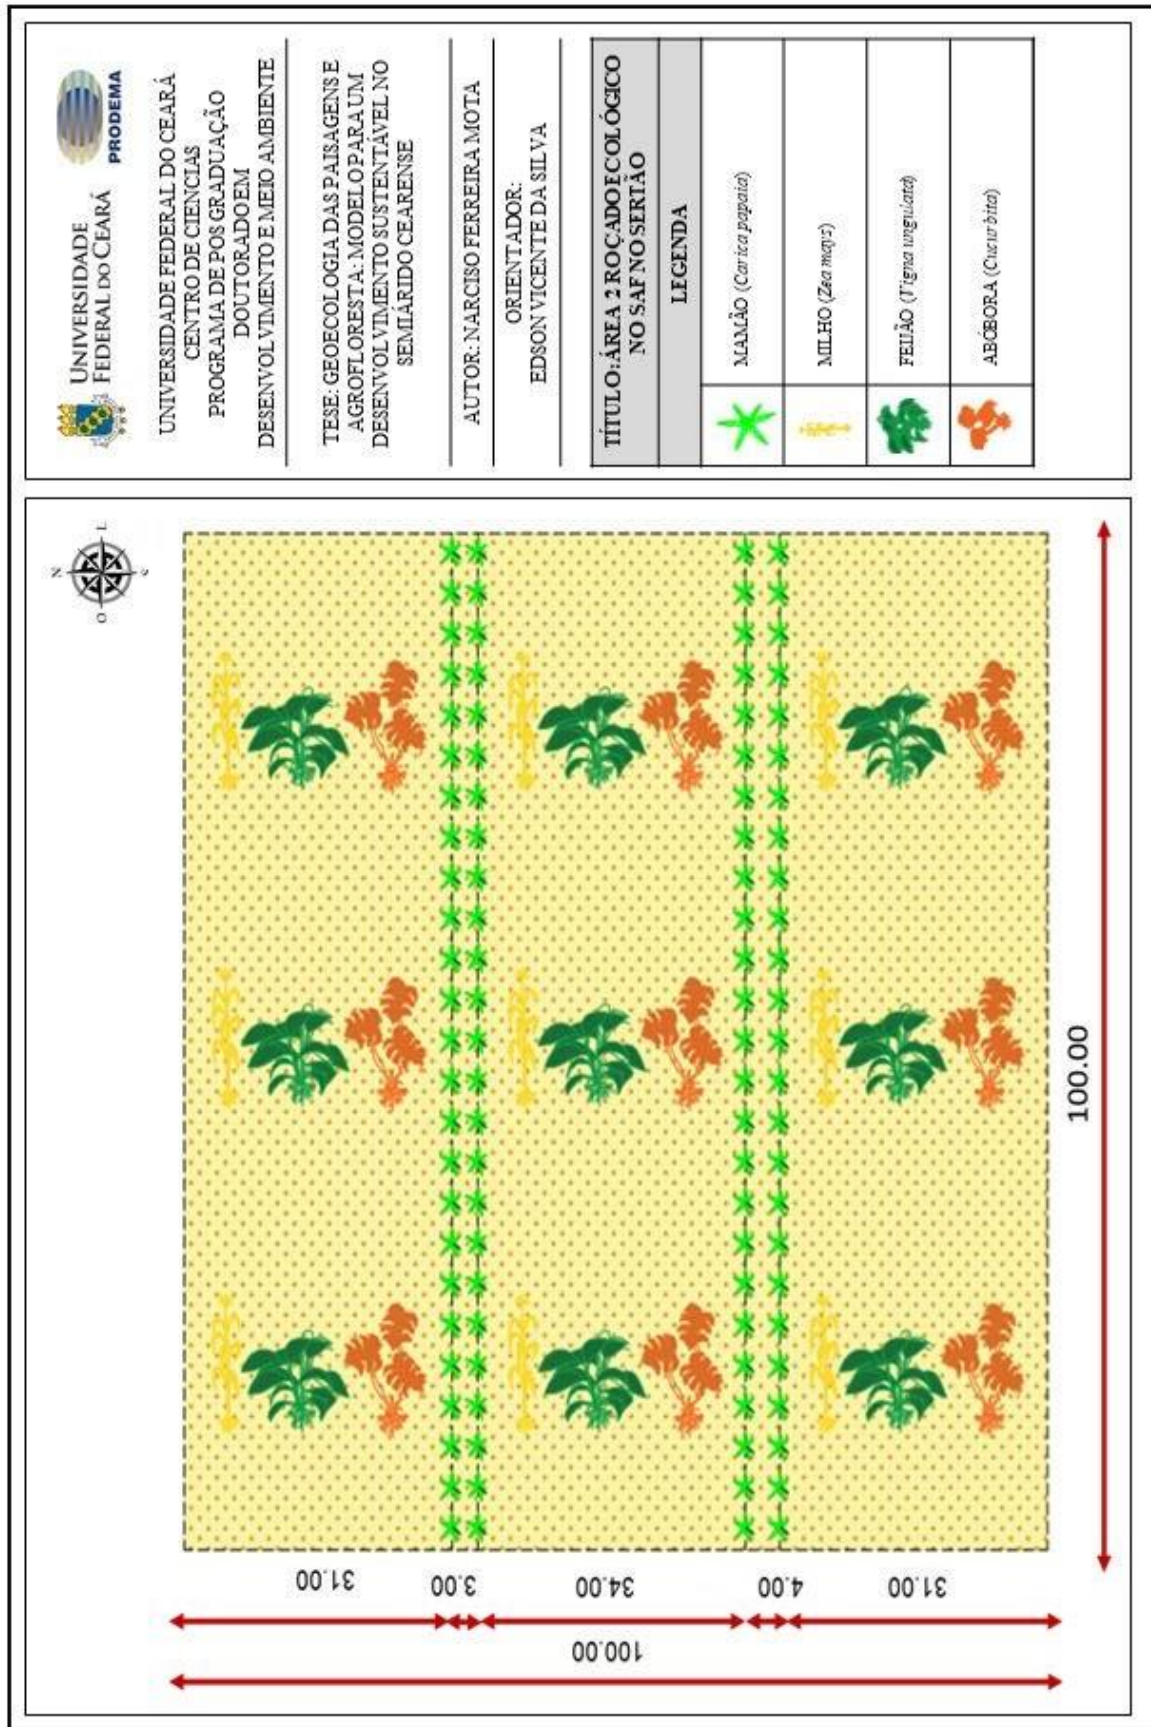 UNIVERSIDADE
FEDERAL DO CEARÁ
PRODEMA
UNIVERSIDADE FEDERAL DO CEARÁ
CENTRO DE CIENCIAS
PROGRAMA DE POS GRADUAÇÃO
DOUTORADO EM
DESENVOLVIMENTO E MEIO AMBIENTE
TESE: GEOECOLOGIA DAS PAISAGENS E
AGROFLORESTA: MODELO PARA UM
DESENVOLVIMENTO SUSTENTÁVEL NO
SEMIÁRIDO CEARENSE
AUTOR: NARCISO FERREIRA MOTA
ORIENTADOR:
EDSON VICENTE DA SILVA
TÍTULO: ÁREA 2 ROÇADO ECOLÓGICO
NO SAF NO SERTÃO
LEGENDA
MAMÃO (Carica papaia)
MILHO (Zea mays)
FEIJÃO (Vigna unguiata)
ABÓBORA (Cucurbita)
N
O
L
S
31.00
3.00
34.00
4.00
31.00
100.00
100.00